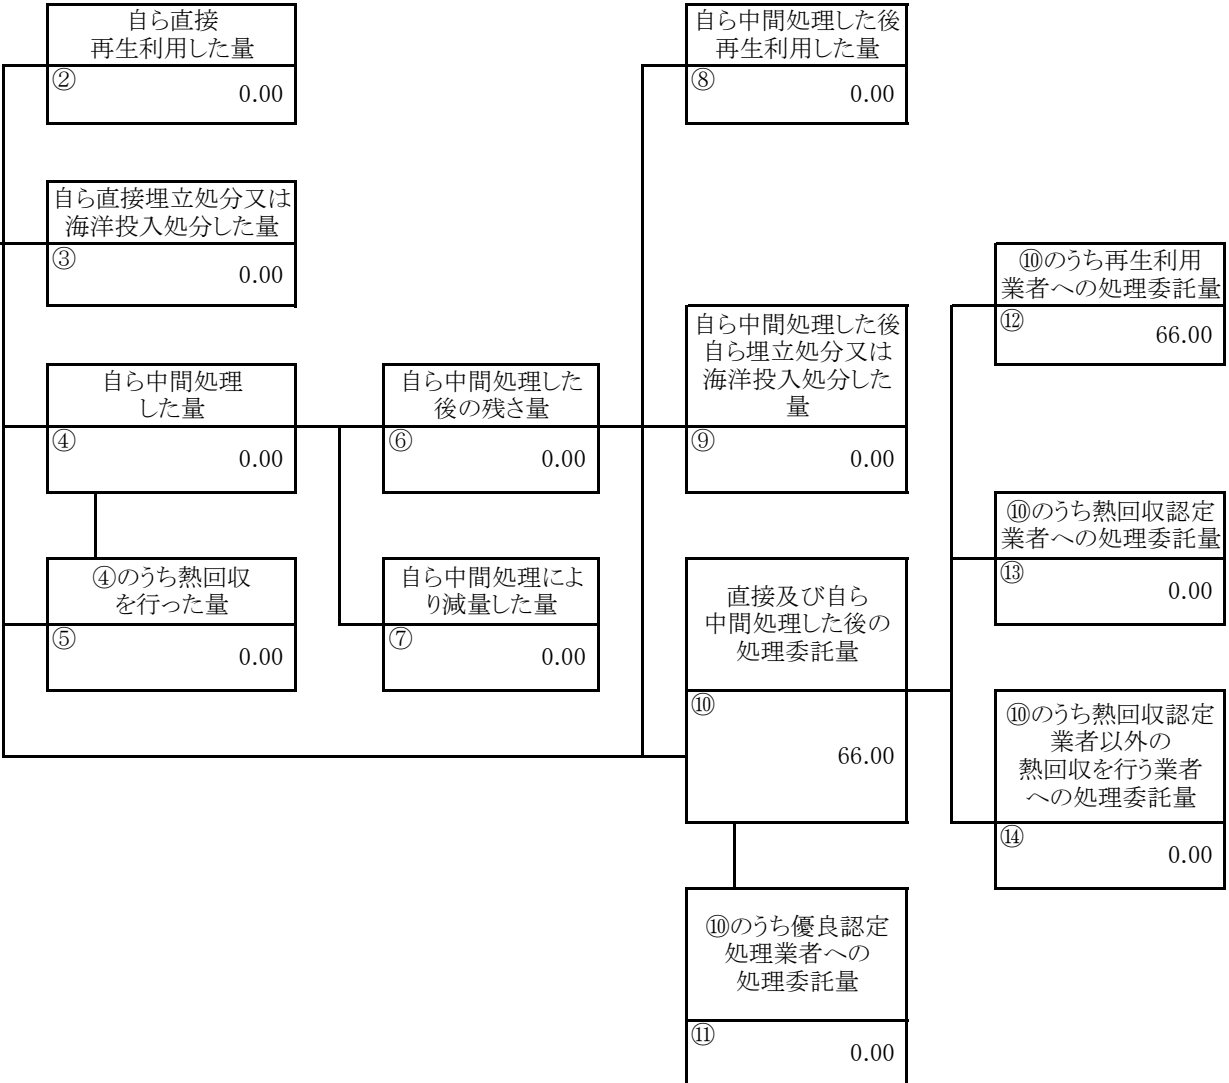 自ら直接
再生利用した量
②
0.00
自ら中間処理した後
再生利用した量
⑧
0.00
自ら直接埋立処分又は
海洋投入処分した量
③
0.00
⑩のうち再生利用
業者への処理委託量
⑫
66.00
自ら中間処理した後
自ら埋立処分又は
海洋投入処分した
量
⑨
0.00
自ら中間処理
した量
④
0.00
自ら中間処理した
後の残さ量
⑥
0.00
⑩のうち熱回収認定
業者への処理委託量
⑬
0.00
④のうち熱回収
を行った量
⑤
0.00
自ら中間処理によ
り減量した量
⑦
0.00
直接及び自ら
中間処理した後の
処理委託量
⑩
66.00
⑩のうち熱回収認定
業者以外の
熱回収を行う業者
への処理委託量
⑭
0.00
⑩のうち優良認定
処理業者への
処理委託量
⑪
0.00